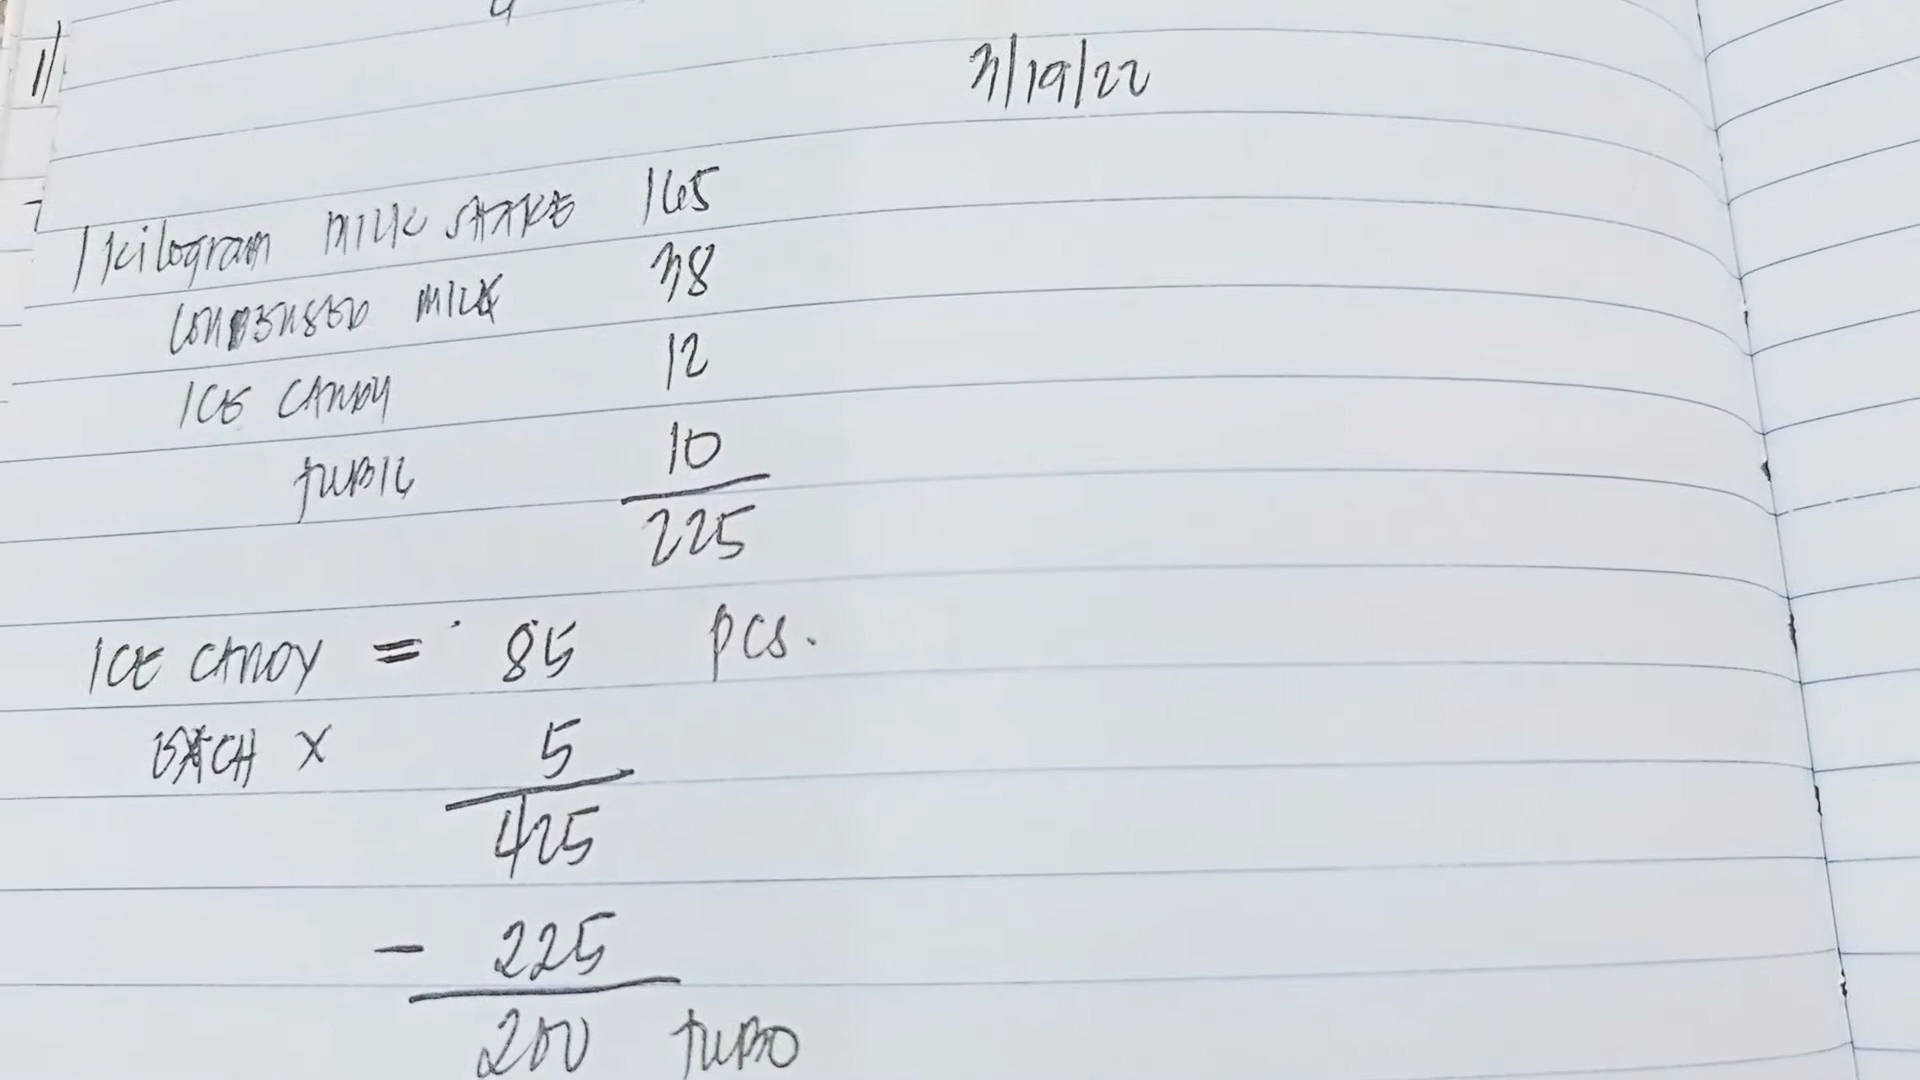 3/19/22
1 kilogram MILK SHAKE 165
CONDENSED MILK 38
ICE CANDY 12
TUBIG 10
225
ICE CANDY = 85 pcs.
EACH X 5
425
- 225
200 TUBO